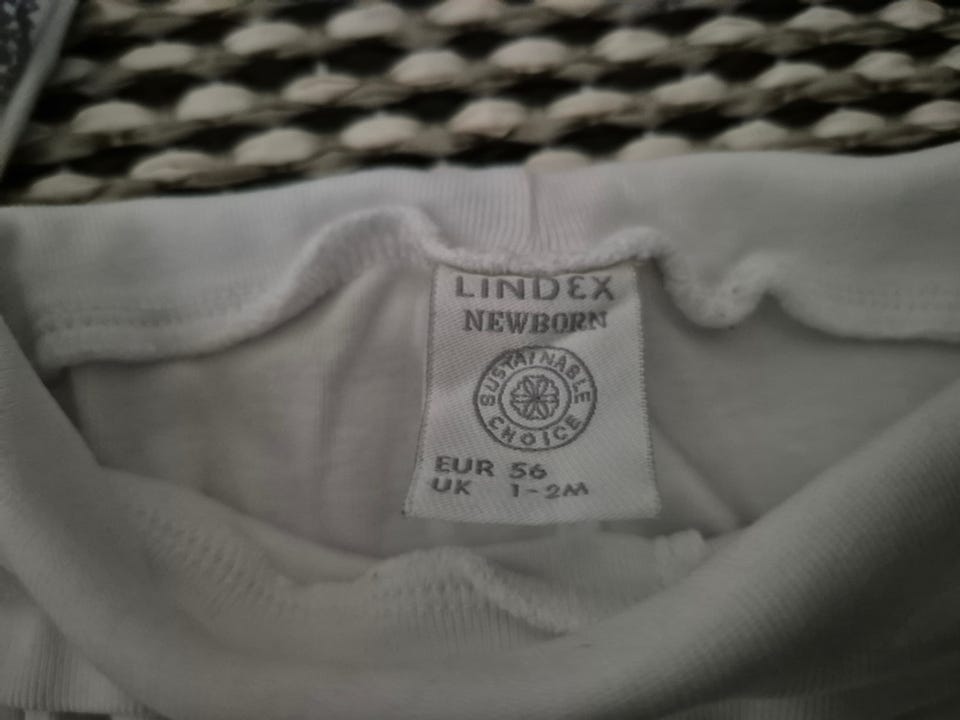 LINDEX
NEWBORN
SUSTAINABLE
CHOICE
EUR 56
UK 1-2M